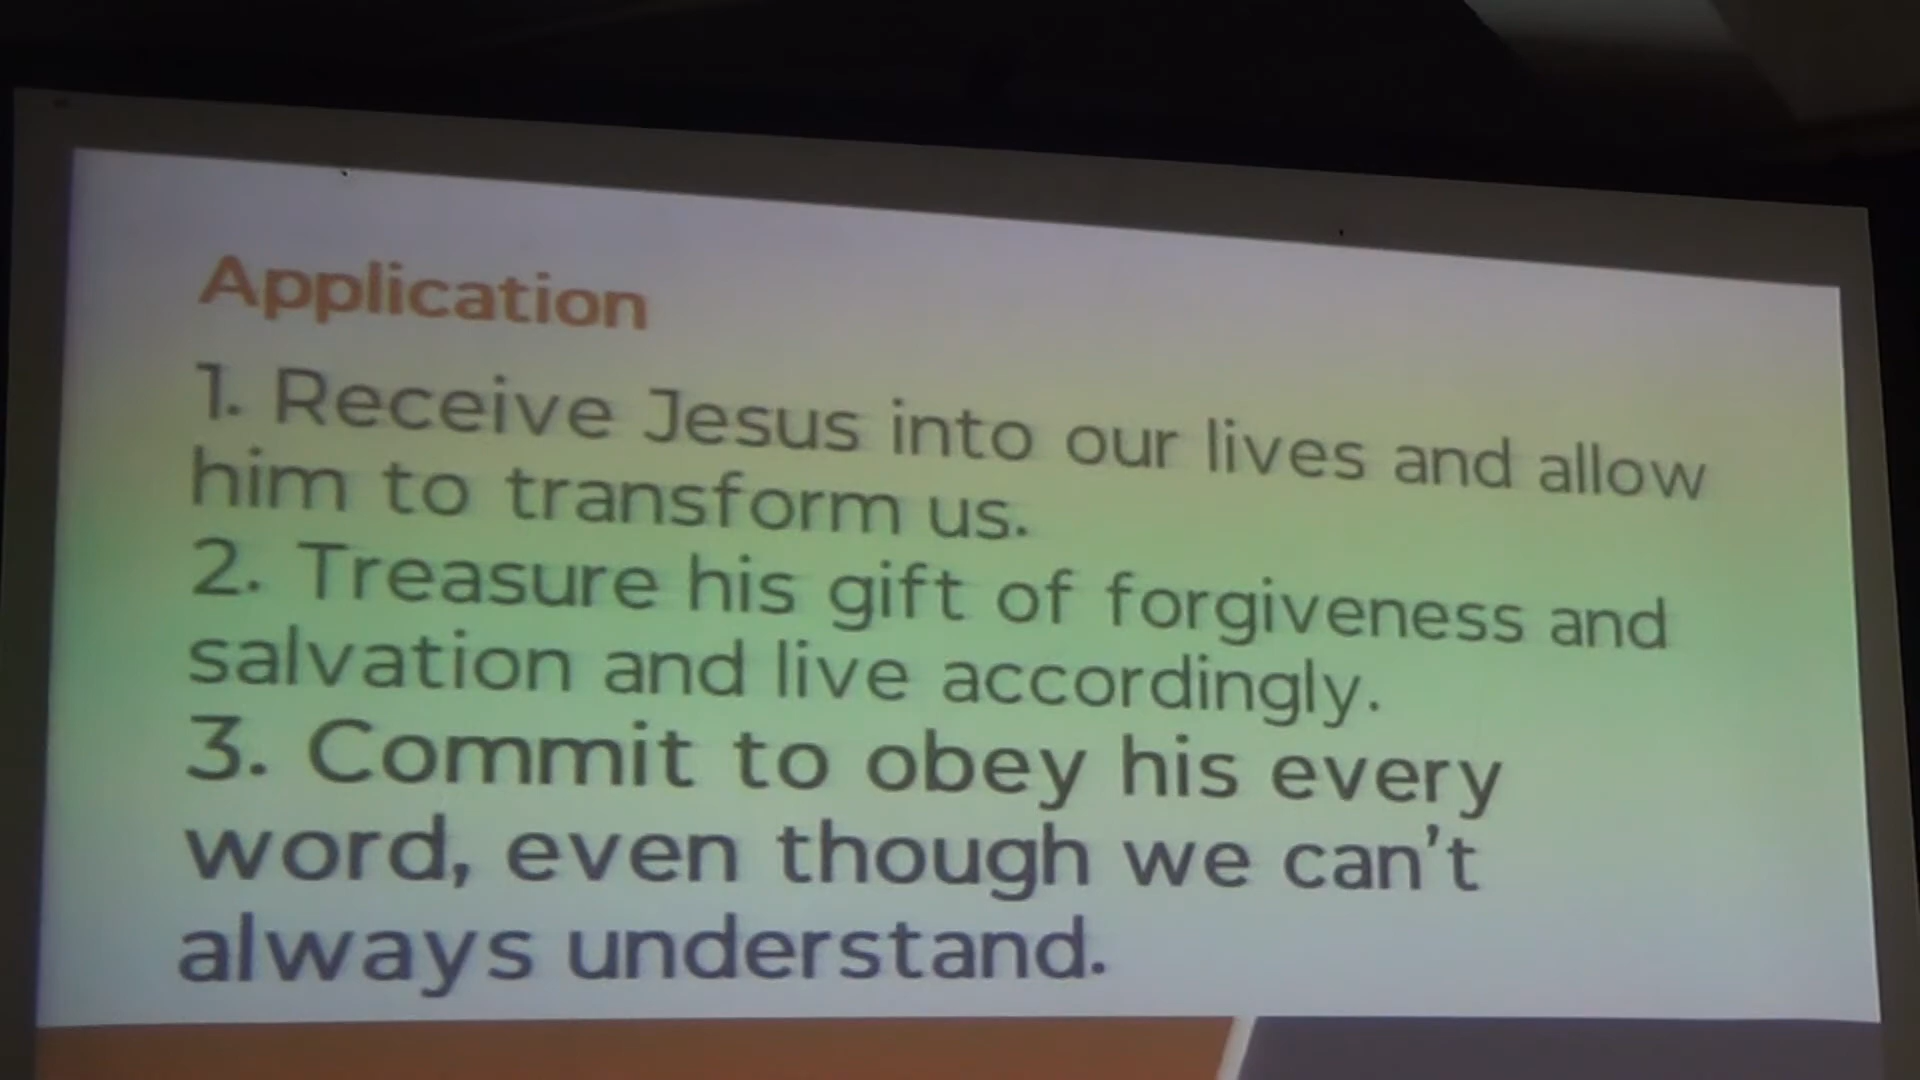 Application
1. Receive Jesus into our lives and allow
him to transform us.
2. Treasure his gift of forgiveness and
salvation and live accordingly.
3. Commit to obey his every
word, even though we can't
always understand.